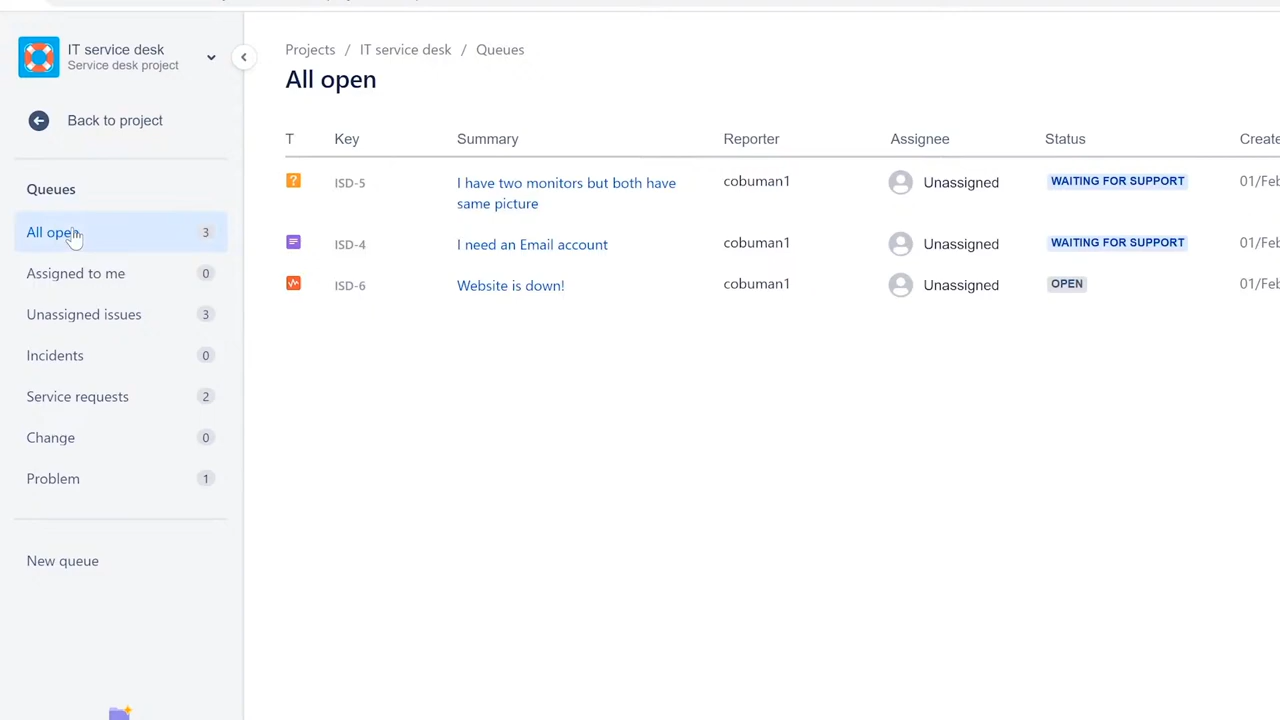 IT service desk
Service desk project
Back to project
Queues
All open 3
Assigned to me 0
Unassigned issues 3
Incidents 0
Service requests 2
Change 0
Problem 1
New queue
Projects / IT service desk / Queues
All open
T Key Summary Reporter Assignee Status Create
? ISD-5 I have two monitors but both have cobuman1 Unassigned WAITING FOR SUPPORT 01/Feb
same picture
ISD-4 I need an Email account cobuman1 Unassigned WAITING FOR SUPPORT 01/Feb
ISD-6 Website is down! cobuman1 Unassigned OPEN 01/Feb